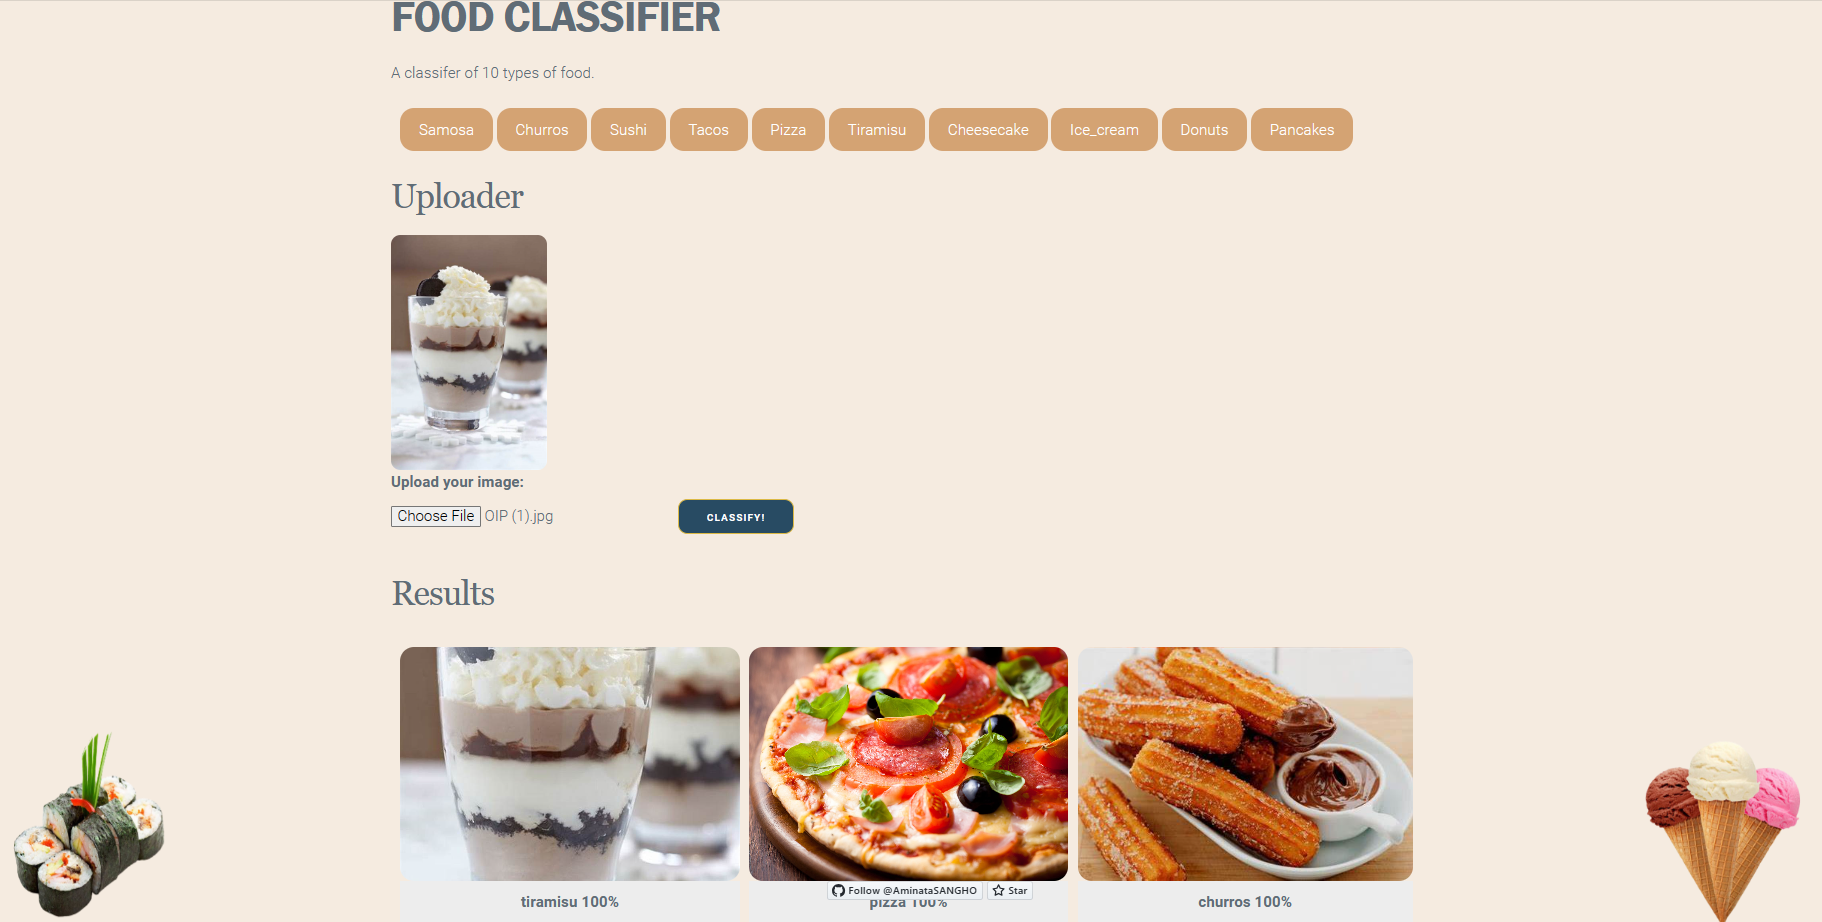 FOOD CLASSIFIER
A classifer of 10 types of food.
Samosa Churros Sushi Tacos Pizza Tiramisu Cheesecake Ice_cream Donuts Pancakes
Uploader
Upload your image:
Choose File OIP (1).jpg CLASSIFY!
Results
Follow @AminataSANGHO Star
tiramisu 100% pizza 100% churros 100%